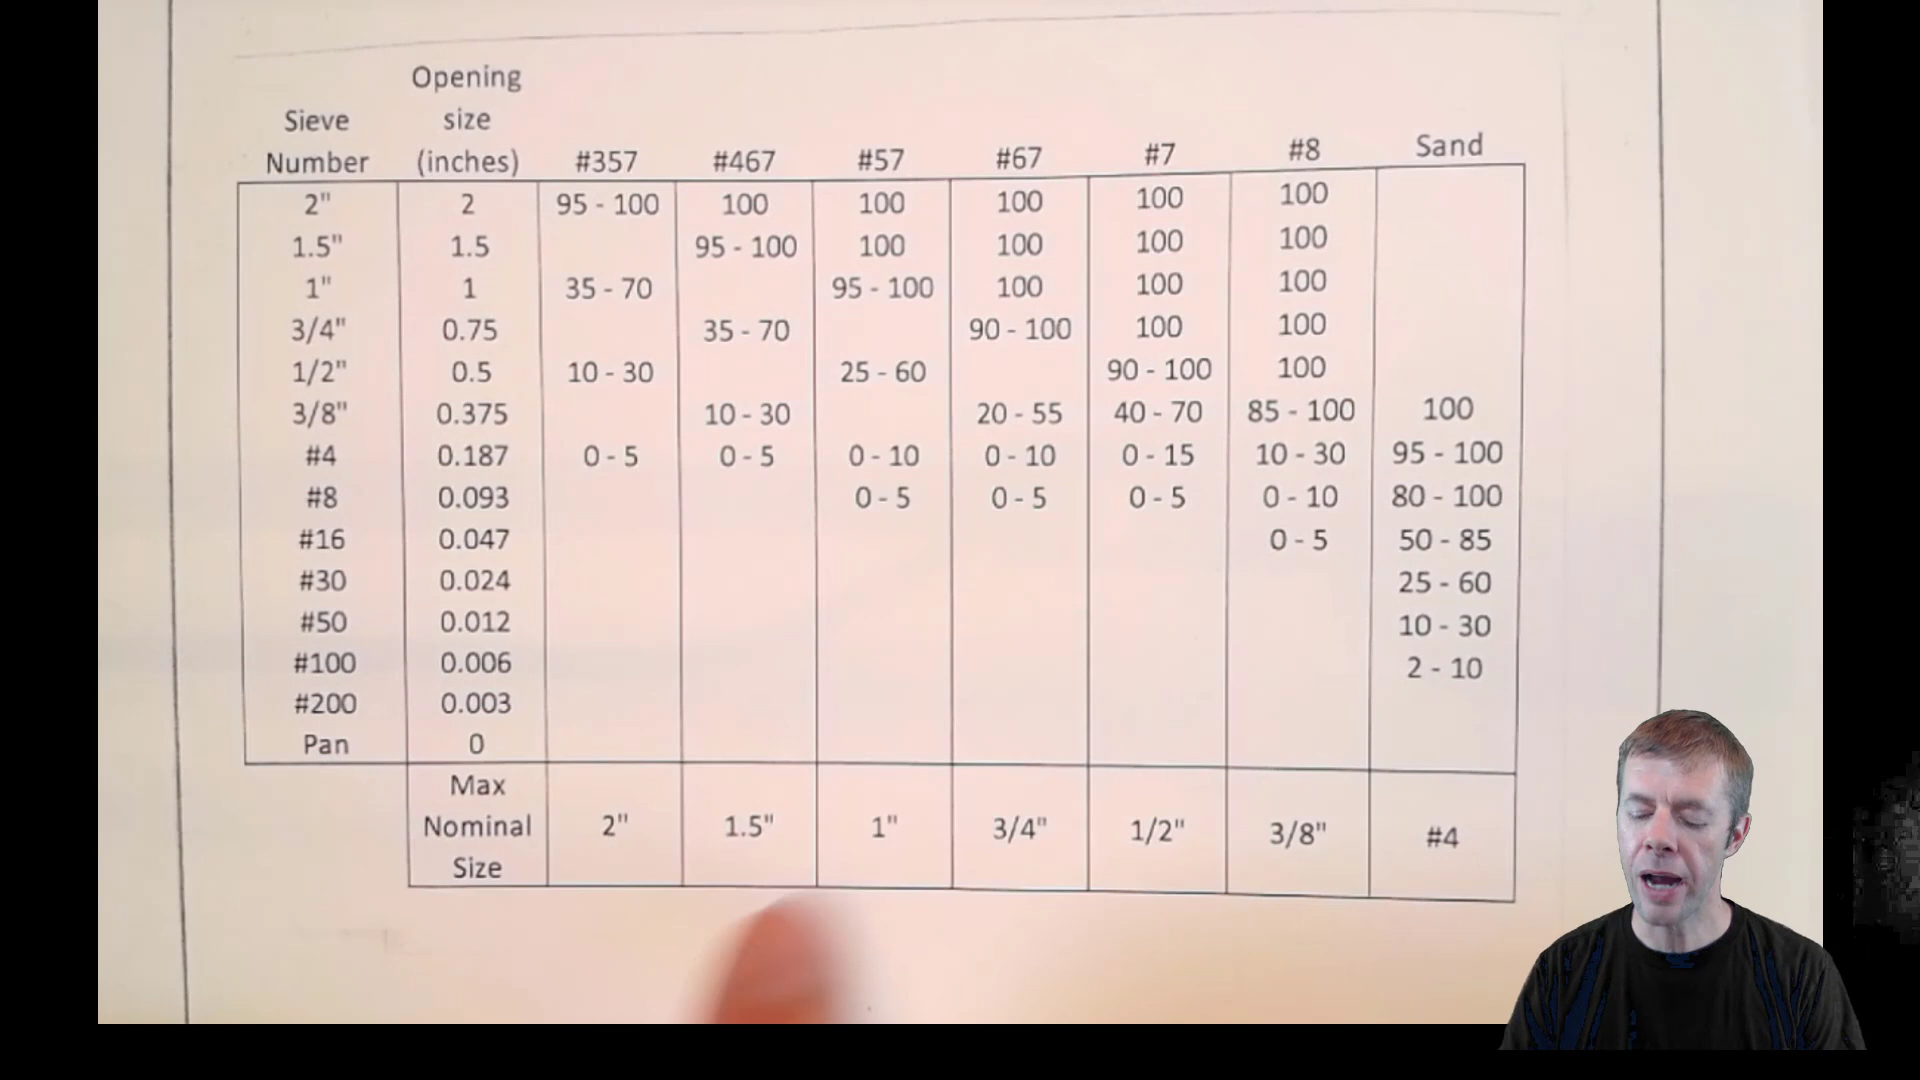 Opening
Sieve size
Number (inches) #357 #467 #57 #67 #7 #8 Sand
2" 2 95 - 100 100 100 100 100 100
1.5" 1.5 95 - 100 100 100 100 100
1" 1 35 - 70 95 - 100 100 100 100
3/4" 0.75 35 - 70 90 - 100 100 100
1/2" 0.5 10 - 30 25 - 60 90 - 100 100
3/8" 0.375 10 - 30 20 - 55 40 - 70 85 - 100 100
#4 0.187 0 - 5 0 - 5 0 - 10 0 - 10 0 - 15 10 - 30 95 - 100
#8 0.093 0 - 5 0 - 5 0 - 5 0 - 10 80 - 100
#16 0.047 0 - 5 50 - 85
#30 0.024 25 - 60
#50 0.012 10 - 30
#100 0.006 2 - 10
#200 0.003
Pan 0
Max
Nominal 2" 1.5" 1" 3/4" 1/2" 3/8" #4
Size